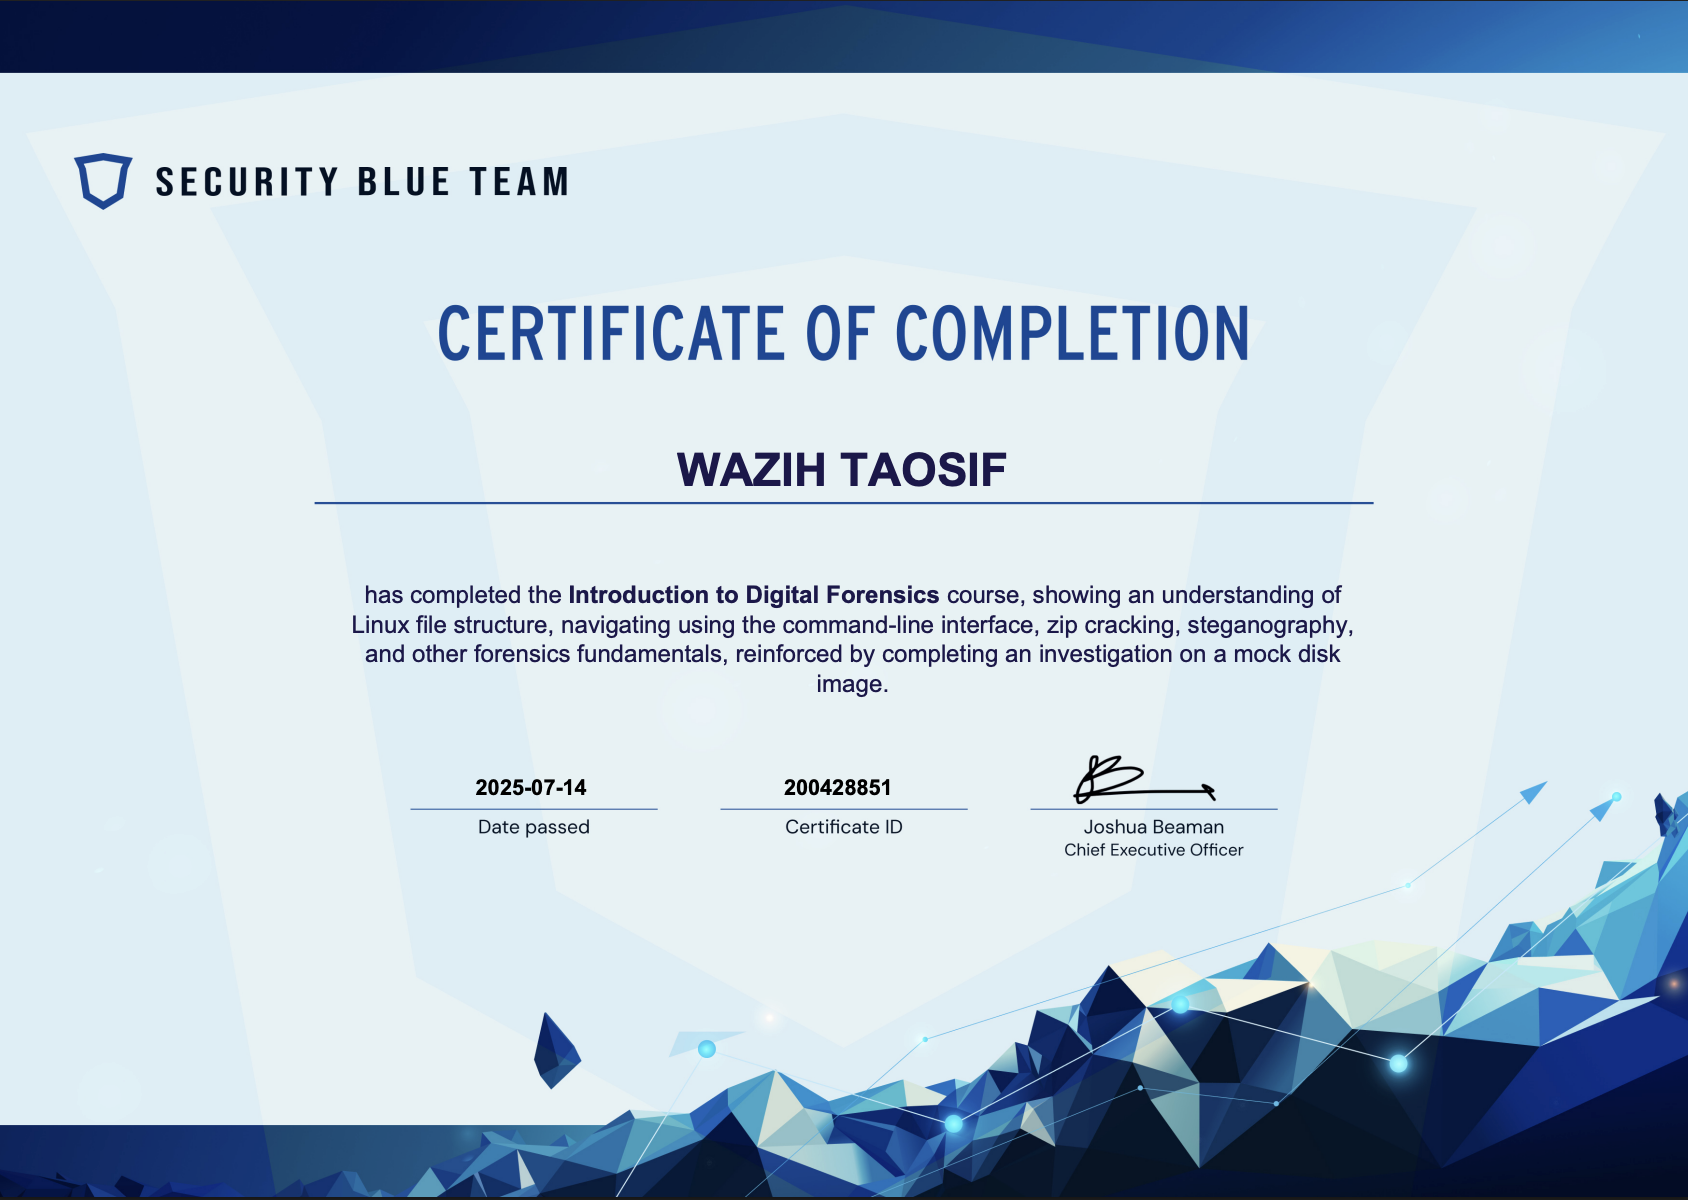 SECURITY BLUE TEAM
CERTIFICATE OF COMPLETION
WAZIH TAOSIF
has completed the Introduction to Digital Forensics course, showing an understanding of
Linux file structure, navigating using the command-line interface, zip cracking, steganography,
and other forensics fundamentals, reinforced by completing an investigation on a mock disk
image.
2025-07-14
Date passed
200428851
Certificate ID
Joshua Beaman
Chief Executive Officer